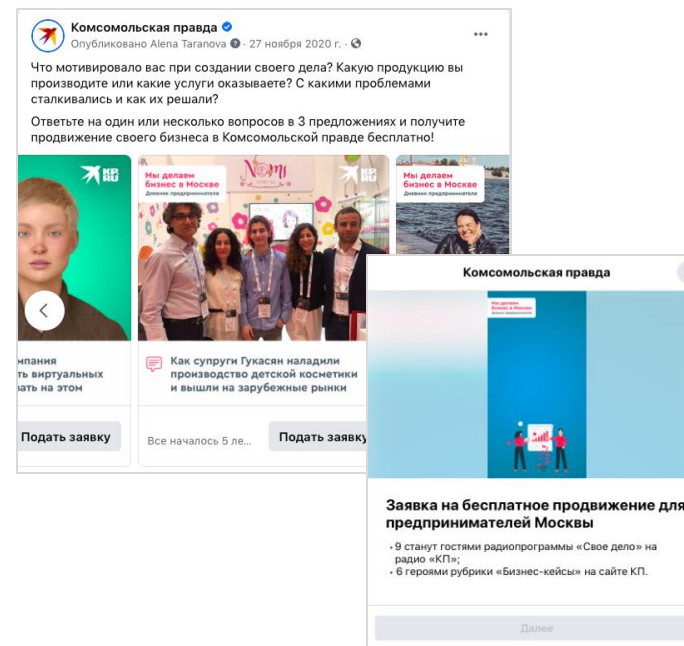 Комсомольская правда
Опубликовано Alena Taranova · 27 ноября 2020 г. ·
Что мотивировало вас при создании своего дела? Какую продукцию вы
производите или какие услуги оказываете? С какими проблемами
сталкивались и как их решали?
Ответьте на один или несколько вопросов в 3 предложениях и получите
продвижение своего бизнеса в Комсомольской правде бесплатно!
KP
RU
Мы делаем
бизнес в Москве
Дневник предпринимателя
Nomi
KP
RU
Мы делаем
бизнес в Москве
Дневник предпринимателя
мпания
ть виртуальных
ать на этом
Как супруги Гукасян наладили
производство детской косметики
и вышли на зарубежные рынки
Подать заявку
Все началось 5 ле...
Подать заявку
Комсомольская правда
Мы делаем
бизнес в Москве
Заявка на бесплатное продвижение для
предпринимателей Москвы
• 9 станут гостями радиопрограммы «Свое дело» на
радио «КП»;
• 6 героями рубрики «Бизнес-кейсы» на сайте КП.
Далее